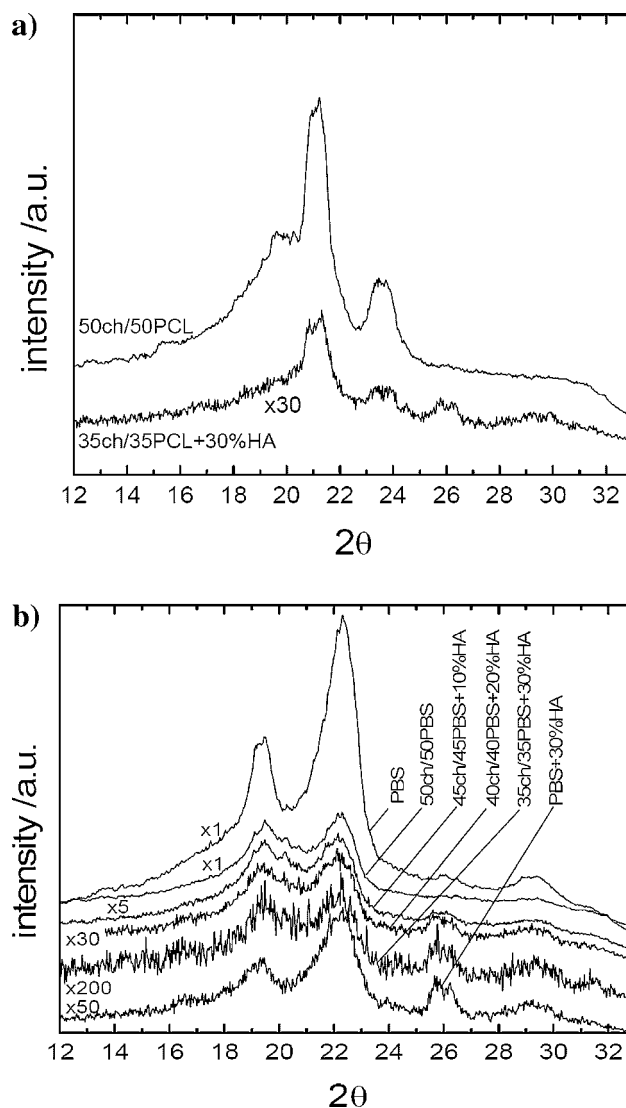 a)
intensity /a.u.
50ch/50PCL
x30
35ch/35PCL+30%HA
12 14 16 18 20 22 24 26 28 30 32
2θ
b)
intensity /a.u.
PBS
50ch/50PBS
45ch/45PBS+10%HA
40ch/40PBS+20%HA
35ch/35PBS+30%HA
PBS+30%HA
x1
x1
x5
x30
x200
x50
12 14 16 18 20 22 24 26 28 30 32
2θ